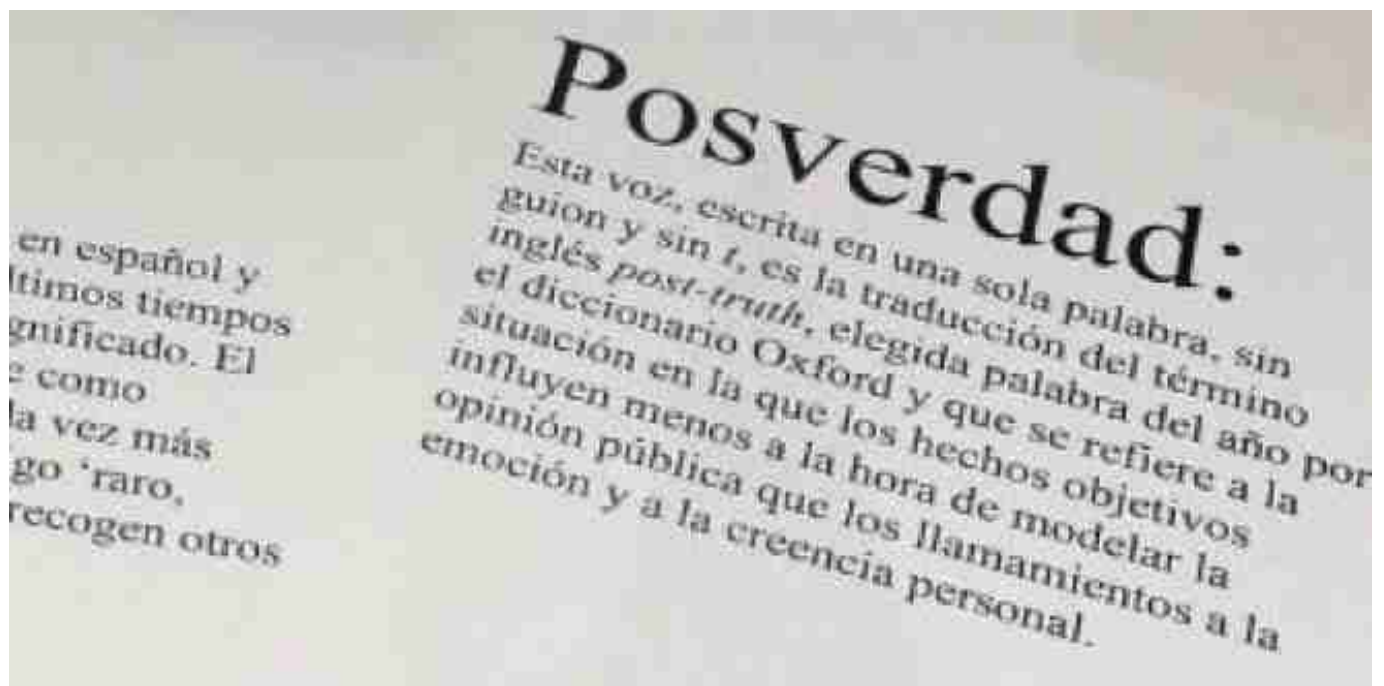 en español y
ltimos tiempos
gnificado. El
e como
la vez más
go ‘raro,
recogen otros
Posverdad:
Esta voz, escrita en una sola palabra, sin
guion y sin t, es la traducción del término
inglés post-truth, elegida palabra del año por
el diccionario Oxford y que se refiere a la
situación en la que los hechos objetivos
influyen menos a la hora de modelar la
opinión pública que los llamamientos a la
emoción y a la creencia personal.